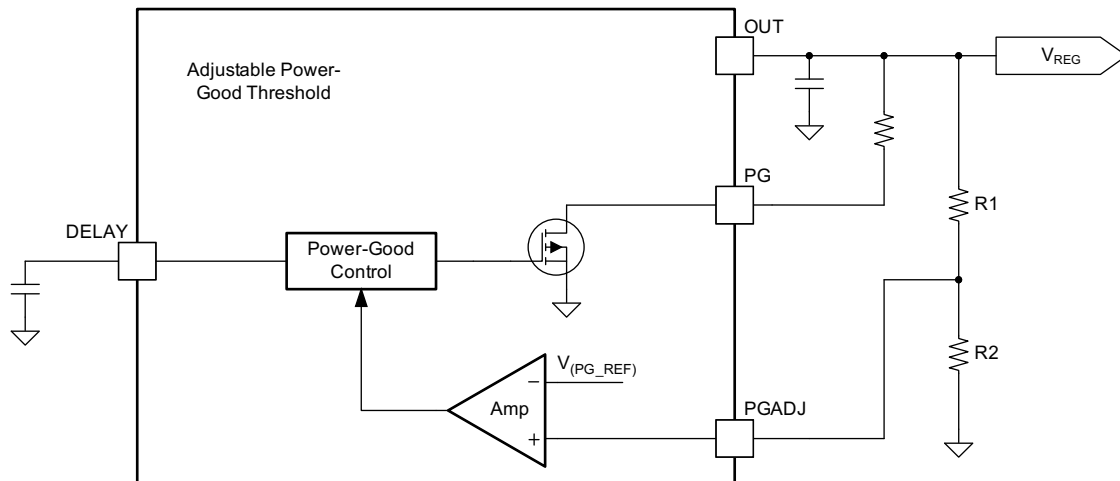 OUT
Adjustable Power-
Good Threshold
V_REG
PG
R1
DELAY
Power-Good
Control
R2
V_(PG_REF)
−
Amp
PGADJ
+